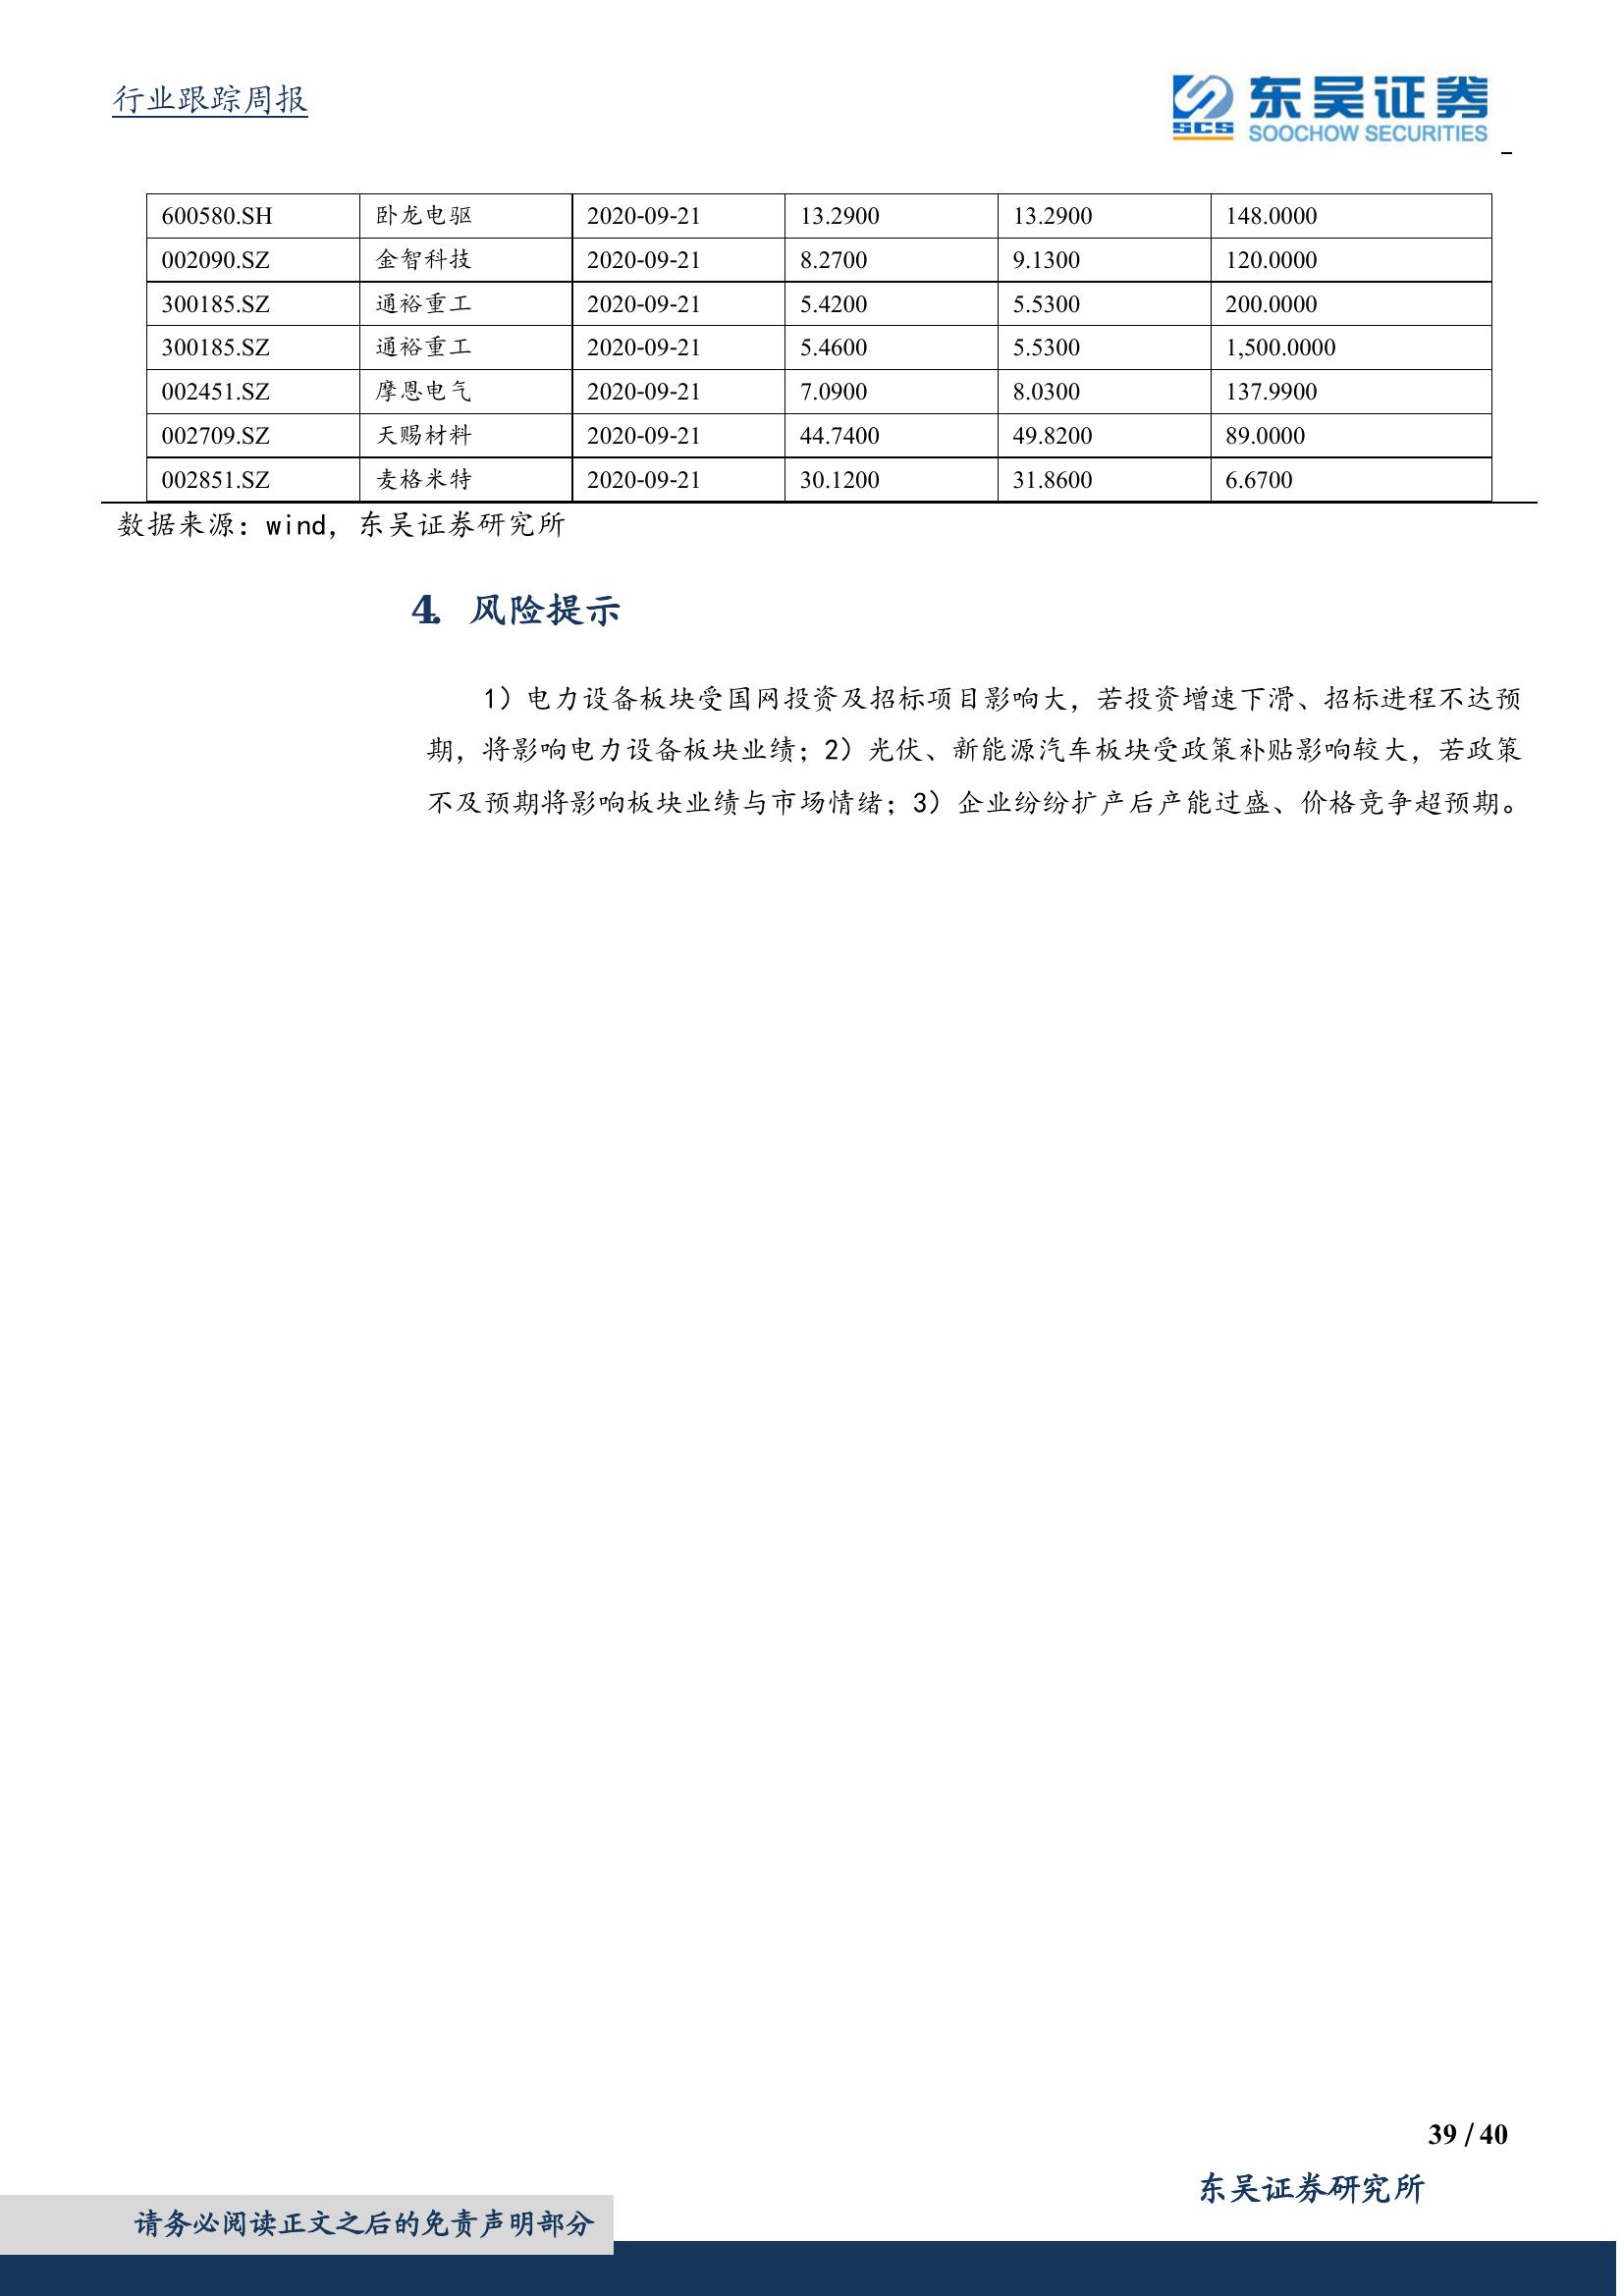 行业跟踪周报
SCS 东吴证券
SOOCHOW SECURITIES
600580.SH 卧龙电驱 2020-09-21 13.2900 13.2900 148.0000
002090.SZ 金智科技 2020-09-21 8.2700 9.1300 120.0000
300185.SZ 通裕重工 2020-09-21 5.4200 5.5300 200.0000
300185.SZ 通裕重工 2020-09-21 5.4600 5.5300 1,500.0000
002451.SZ 摩恩电气 2020-09-21 7.0900 8.0300 137.9900
002709.SZ 天赐材料 2020-09-21 44.7400 49.8200 89.0000
002851.SZ 麦格米特 2020-09-21 30.1200 31.8600 6.6700
数据来源：wind，东吴证券研究所
4. 风险提示
1）电力设备板块受国网投资及招标项目影响大，若投资增速下滑、招标进程不达预
期，将影响电力设备板块业绩；2）光伏、新能源汽车板块受政策补贴影响较大，若政策
不及预期将影响板块业绩与市场情绪；3）企业纷纷扩产后产能过盛、价格竞争超预期。
39 / 40
东吴证券研究所
请务必阅读正文之后的免责声明部分